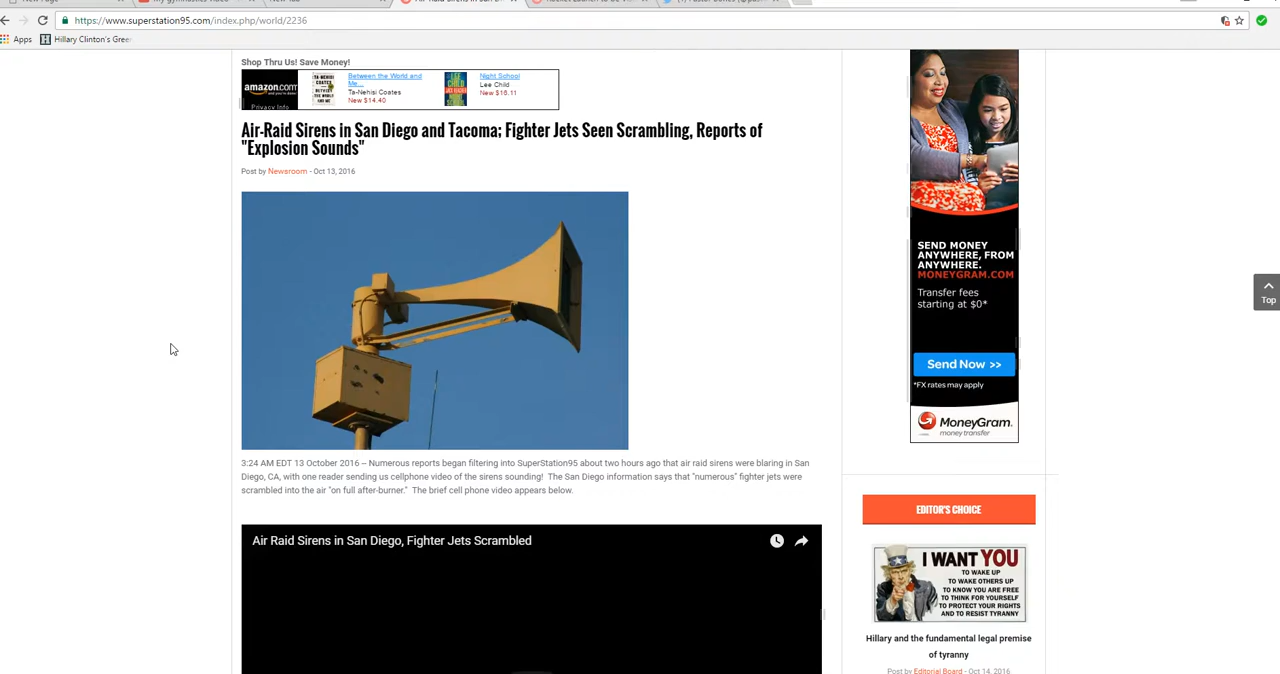 https://www.superstation95.com/index.php/world/2236
Apps
Hillary Clinton's Gree
Shop Thru Us! Save Money!
amazon.com
Privacy Info
Between the World and
Me...
Ta-Nehisi Coates
New $14.40
Night School
Lee Child
New $16.11
Air-Raid Sirens in San Diego and Tacoma; Fighter Jets Seen Scrambling, Reports of
"Explosion Sounds"
Post by Newsroom - Oct 13, 2016
3:24 AM EDT 13 October 2016 -- Numerous reports began filtering into SuperStation95 about two hours ago that air raid sirens were blaring in San
Diego, CA, with one reader sending us cellphone video of the sirens sounding! The San Diego information says that "numerous" fighter jets were
scrambled into the air "on full after-burner." The brief cell phone video appears below.
Air Raid Sirens in San Diego, Fighter Jets Scrambled
SEND MONEY
ANYWHERE, FROM
ANYWHERE.
MONEYGRAM.COM
Transfer fees
starting at $0*
Send Now >>
*FX rates may apply
MoneyGram.
money transfer
Top
EDITOR'S CHOICE
I WANT YOU
TO WAKE UP
TO WAKE OTHERS UP
TO KNOW YOU ARE FREE
TO THINK FOR YOURSELF
TO PROTECT YOUR RIGHTS
AND TO RESIST TYRANNY
Hillary and the fundamental legal premise
of tyranny
Post by Editorial Board - Oct 14, 2016